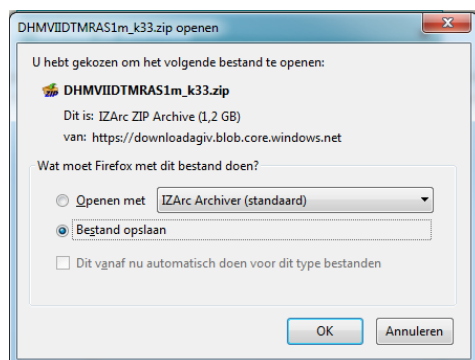 DHMVIIDTMRAS1m_k33.zip openen
U hebt gekozen om het volgende bestand te openen:
ZIP
DHMVIIDTMRAS1m_k33.zip
Dit is: IZArc ZIP Archive (1,2 GB)
van: https://downloadagiv.blob.core.windows.net
Wat moet Firefox met dit bestand doen?
Openen met IZArc Archiver (standaard)
Bestand opslaan
Dit vanaf nu automatisch doen voor dit type bestanden
OK Annuleren